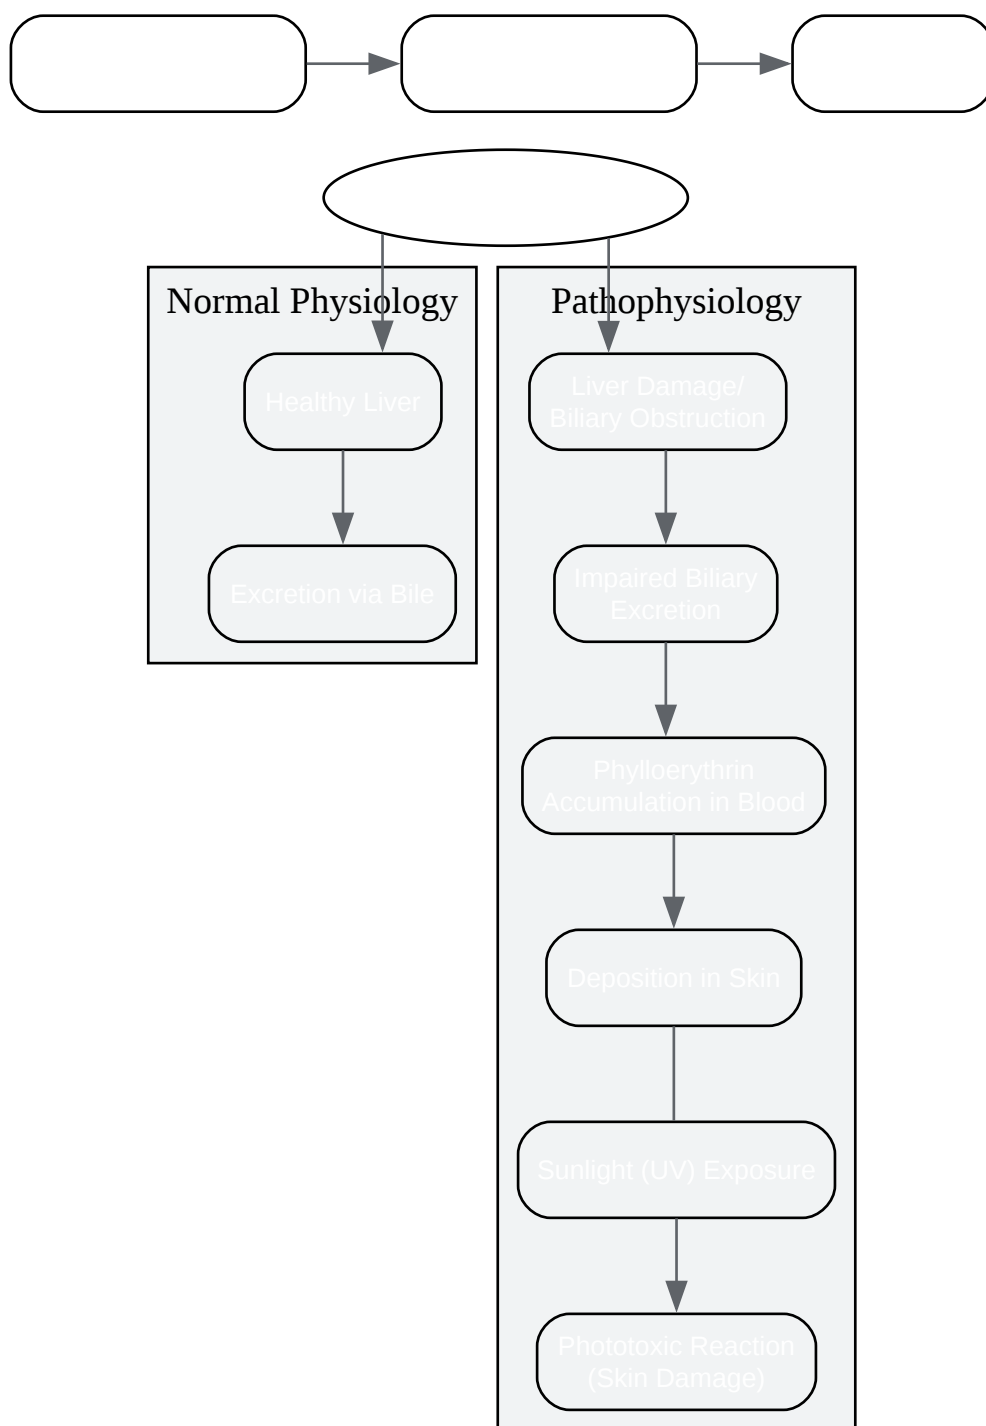 Normal Physiology
Pathophysiology
Healthy Liver
Liver Damage/
Biliary Obstruction
Excretion via Bile
Impaired Biliary
Excretion
Phylloerythrin
Accumulation in Blood
Deposition in Skin
Sunlight (UV) Exposure
Phototoxic Reaction
(Skin Damage)